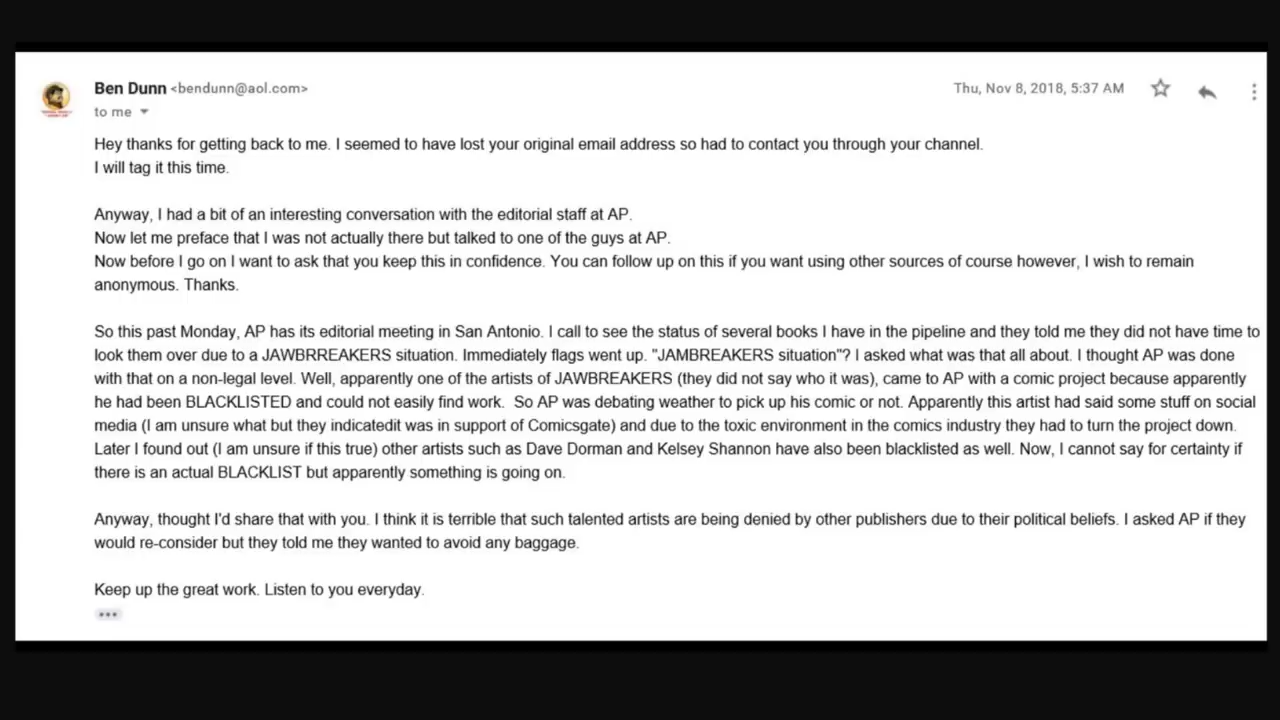 Ben Dunn <bendunn@aol.com> Thu, Nov 8, 2018, 5:37 AM
to me
Hey thanks for getting back to me. I seemed to have lost your original email address so had to contact you through your channel.
I will tag it this time.
Anyway, I had a bit of an interesting conversation with the editorial staff at AP.
Now let me preface that I was not actually there but talked to one of the guys at AP.
Now before I go on I want to ask that you keep this in confidence. You can follow up on this if you want using other sources of course however, I wish to remain
anonymous. Thanks.
So this past Monday, AP has its editorial meeting in San Antonio. I call to see the status of several books I have in the pipeline and they told me they did not have time to
look them over due to a JAWBRREAKERS situation. Immediately flags went up. "JAMBREAKERS situation"? I asked what was that all about. I thought AP was done
with that on a non-legal level. Well, apparently one of the artists of JAWBREAKERS (they did not say who it was), came to AP with a comic project because apparently
he had been BLACKLISTED and could not easily find work.  So AP was debating weather to pick up his comic or not. Apparently this artist had said some stuff on social
media (I am unsure what but they indicatedit was in support of Comicsgate) and due to the toxic environment in the comics industry they had to turn the project down.
Later I found out (I am unsure if this true) other artists such as Dave Dorman and Kelsey Shannon have also been blacklisted as well. Now, I cannot say for certainty if
there is an actual BLACKLIST but apparently something is going on.
Anyway, thought I'd share that with you. I think it is terrible that such talented artists are being denied by other publishers due to their political beliefs. I asked AP if they
would re-consider but they told me they wanted to avoid any baggage.
Keep up the great work. Listen to you everyday.